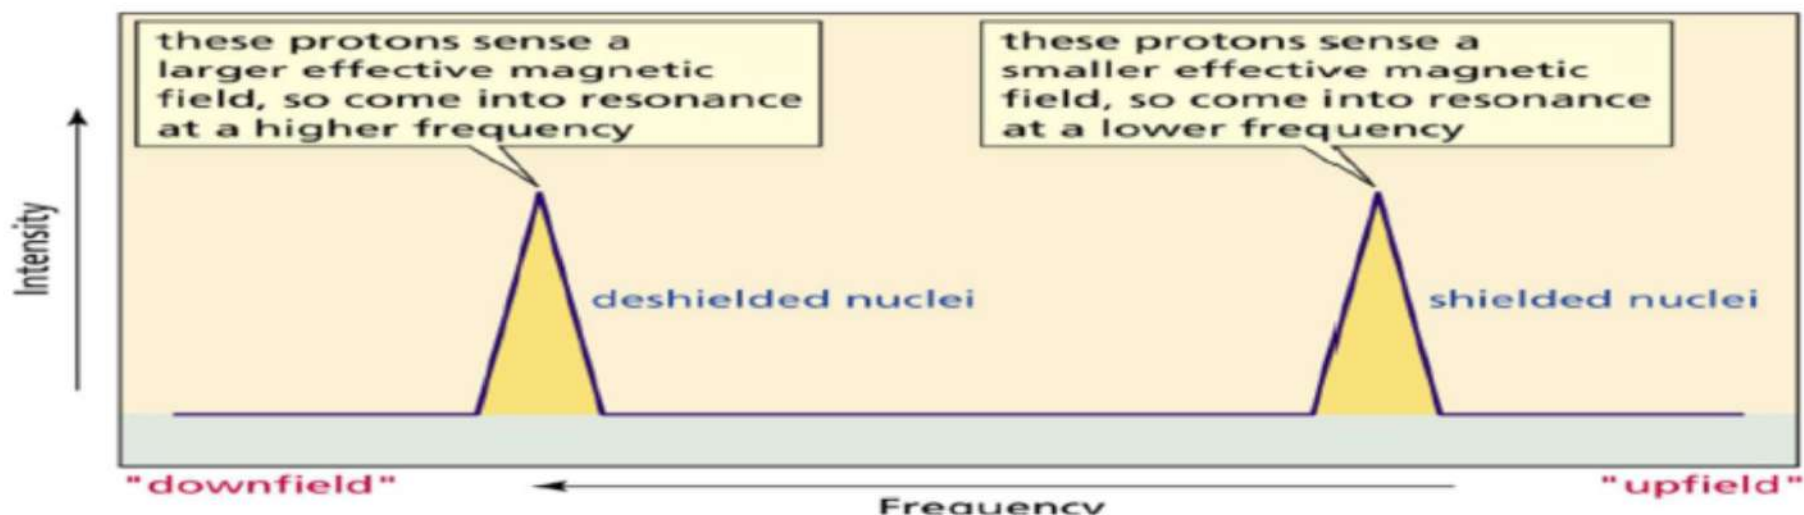 these protons sense a
larger effective magnetic
field, so come into resonance
at a higher frequency
these protons sense a
smaller effective magnetic
field, so come into resonance
at a lower frequency
Intensity
deshielded nuclei
shielded nuclei
"downfield"
"upfield"
Frequency